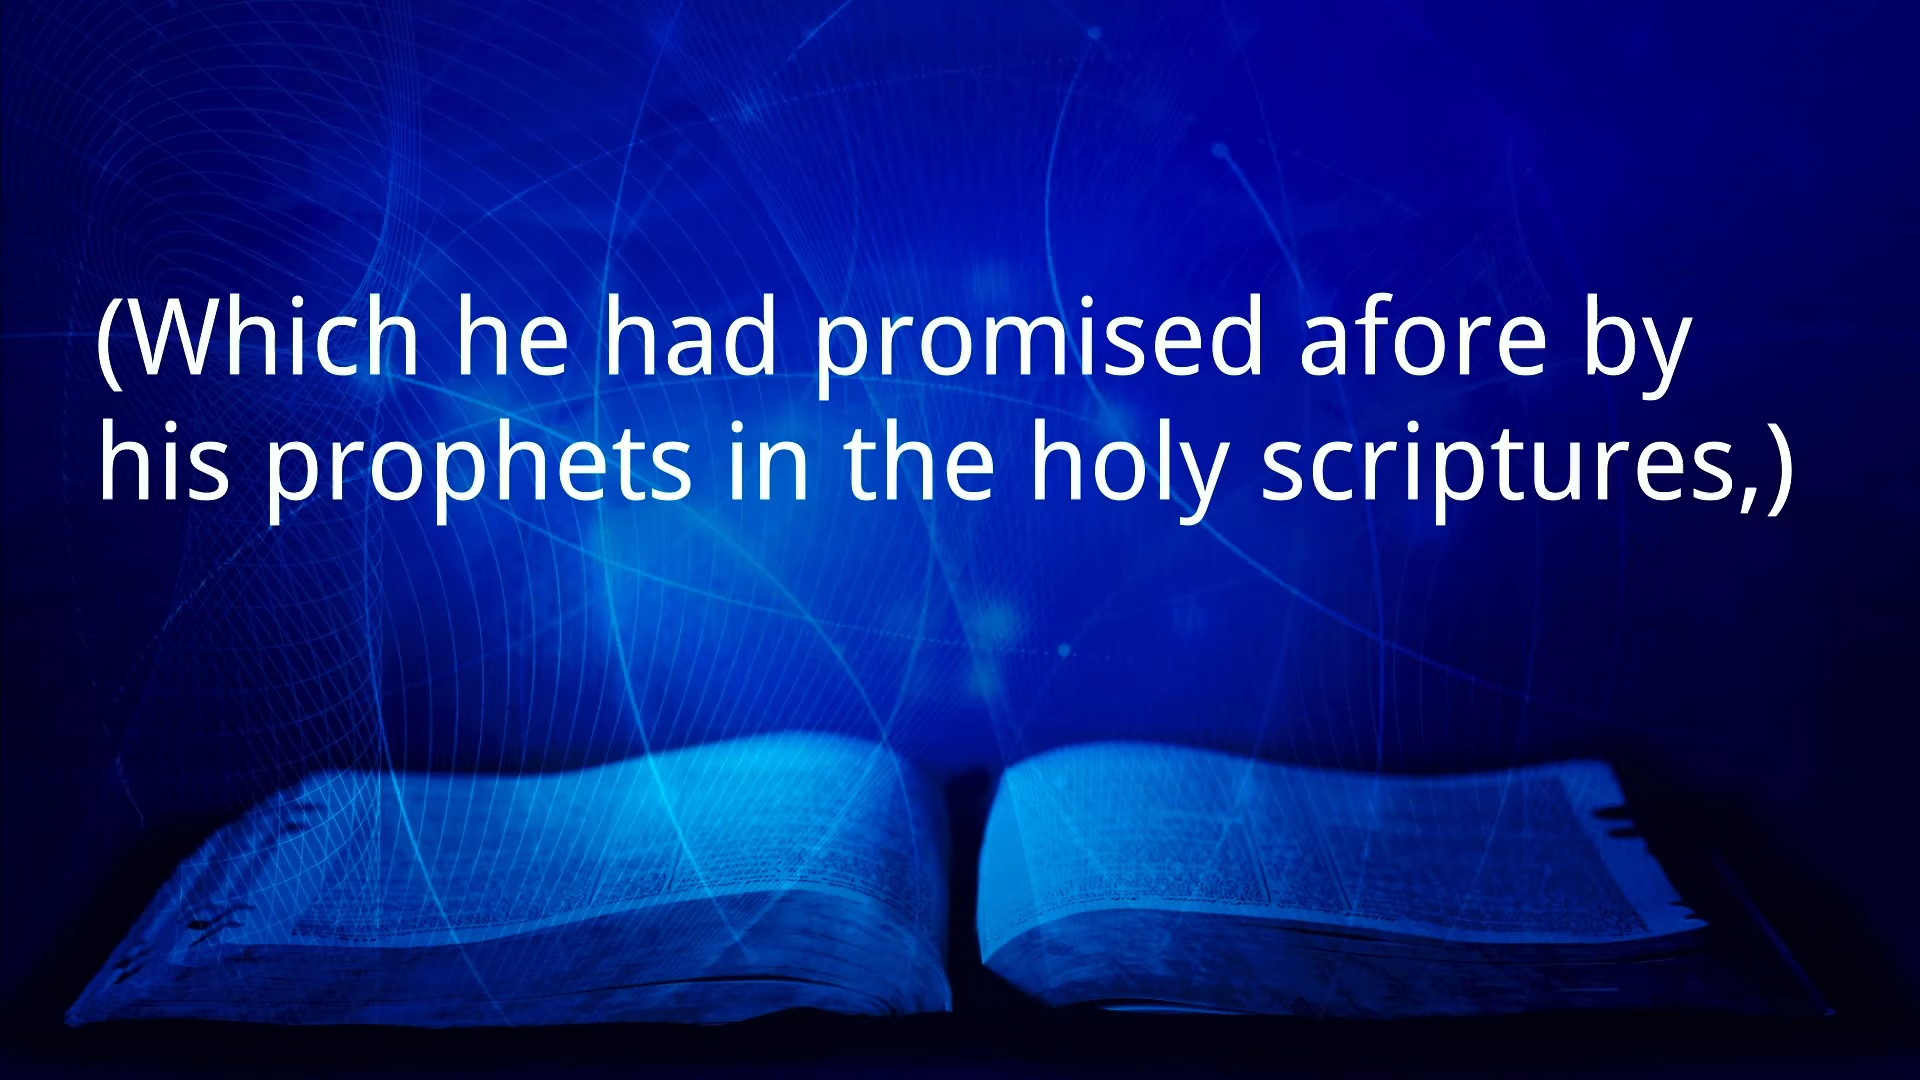 (Which he had promised afore by
his prophets in the holy scriptures,)